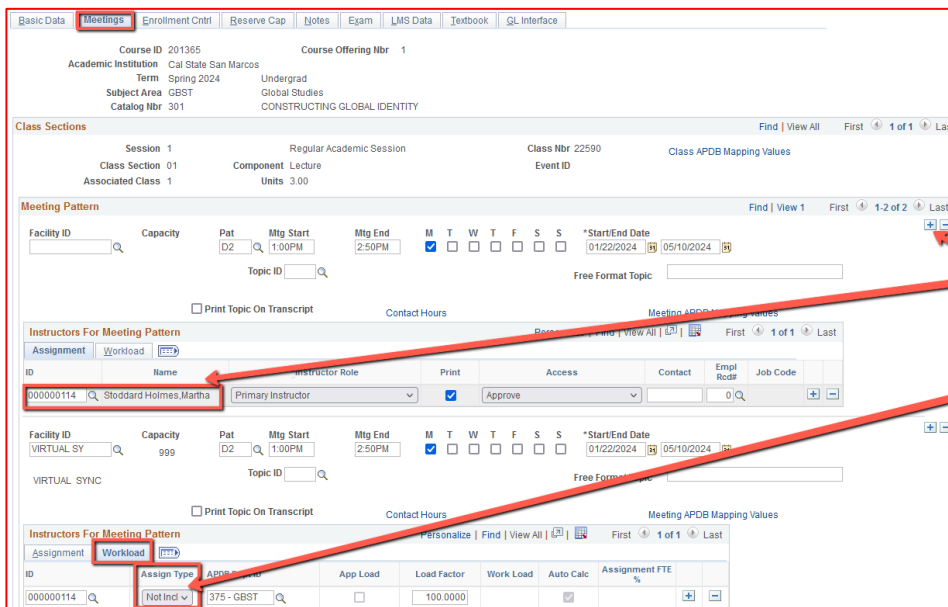 Basic Data Meetings Enrollment Cntrl Reserve Cap Notes Exam LMS Data Textbook GL Interface
Course ID 201365 Course Offering Nbr 1
Academic Institution Cal State San Marcos
Term Spring 2024 Undergrad
Subject Area GBST Global Studies
Catalog Nbr 301 CONSTRUCTING GLOBAL IDENTITY
Class Sections Find | View All First 1 of 1
Session 1 Regular Academic Session Class Nbr 22590 Class APDB Mapping Values
Class Section 01 Component Lecture Event ID
Associated Class 1 Units 3.00
Meeting Pattern Find | View 1 First 1-2 of 2 Last
Facility ID Capacity Pat Mtg Start Mtg End M T W T F S S *Start/End Date
D2 1:00PM 2:50PM 01/22/2024 05/10/2024
Topic ID Free Format Topic
Print Topic On Transcript Contact Hours Meeting APDB Mapping Values
Instructors For Meeting Pattern Personalize | Find | View All | First 1 of 1 Last
Assignment Workload
ID Name Instructor Role Print Access Contact Empl Rcd# Job Code
000000114 Stoddard Holmes,Martha Primary Instructor Approve 0
Facility ID Capacity Pat Mtg Start Mtg End M T W T F S S *Start/End Date
VIRTUAL SY 999 D2 1:00PM 2:50PM 01/22/2024 05/10/2024
VIRTUAL SYNC Topic ID Free Format Topic
Print Topic On Transcript Contact Hours Meeting APDB Mapping Values
Instructors For Meeting Pattern Personalize | Find | View All | First 1 of 1 Last
Assignment Workload
ID Assign Type APDB ID App Load Load Factor Work Load Auto Calc Assignment FTE %
000000114 Not Incl 375 - GBST 100.0000